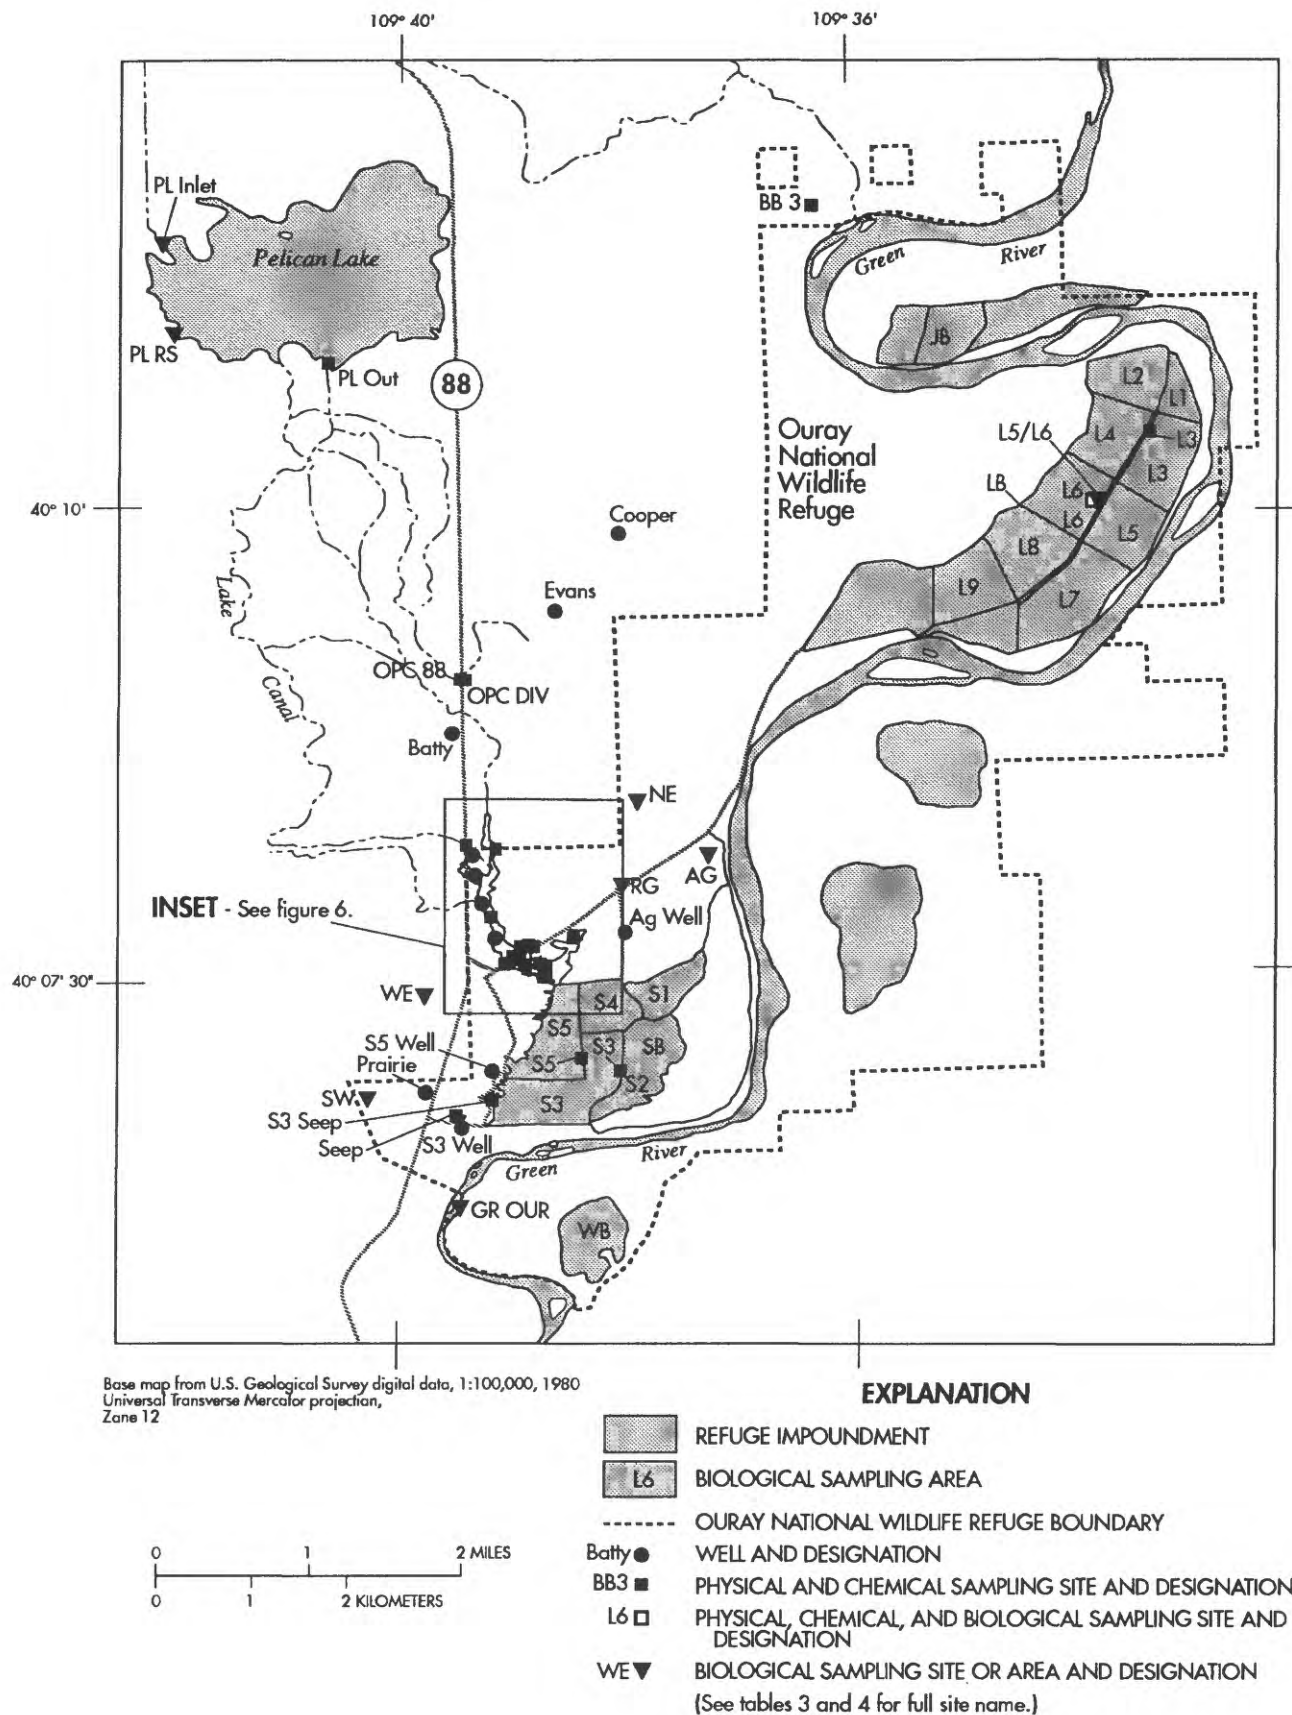 109° 40'
109° 36'
PL Inlet
BB 3
Pelican Lake
Green
River
PL RS
JB
PL Out
88
L2
L1
Ouray
National
Wildlife
Refuge
L5/L6
L4
L3
L3
40° 10'
LB
L6
L6
Cooper
L8
L5
Evans
L9
L7
Lake
Canal
OPC 88
OPC DIV
Batty
NE
AG
RG
INSET - See figure 6.
Ag Well
40° 07' 30"
WE
S4
S1
S5
S5 Well
S3
SB
Prairie
S5
S2
SW
S3
S3 Seep
Seep
S3 Well
Green
River
GR OUR
WB
Base map from U.S. Geological Survey digital data, 1:100,000, 1980
Universal Transverse Mercator projection,
Zane 12
EXPLANATION
REFUGE IMPOUNDMENT
L6 BIOLOGICAL SAMPLING AREA
OURAY NATIONAL WILDLIFE REFUGE BOUNDARY
0 1 2 MILES
0 1 2 KILOMETERS
Batty WELL AND DESIGNATION
BB3 PHYSICAL AND CHEMICAL SAMPLING SITE AND DESIGNATION
L6 PHYSICAL, CHEMICAL, AND BIOLOGICAL SAMPLING SITE AND
DESIGNATION
WE BIOLOGICAL SAMPLING SITE OR AREA AND DESIGNATION
(See tables 3 and 4 for full site name.)